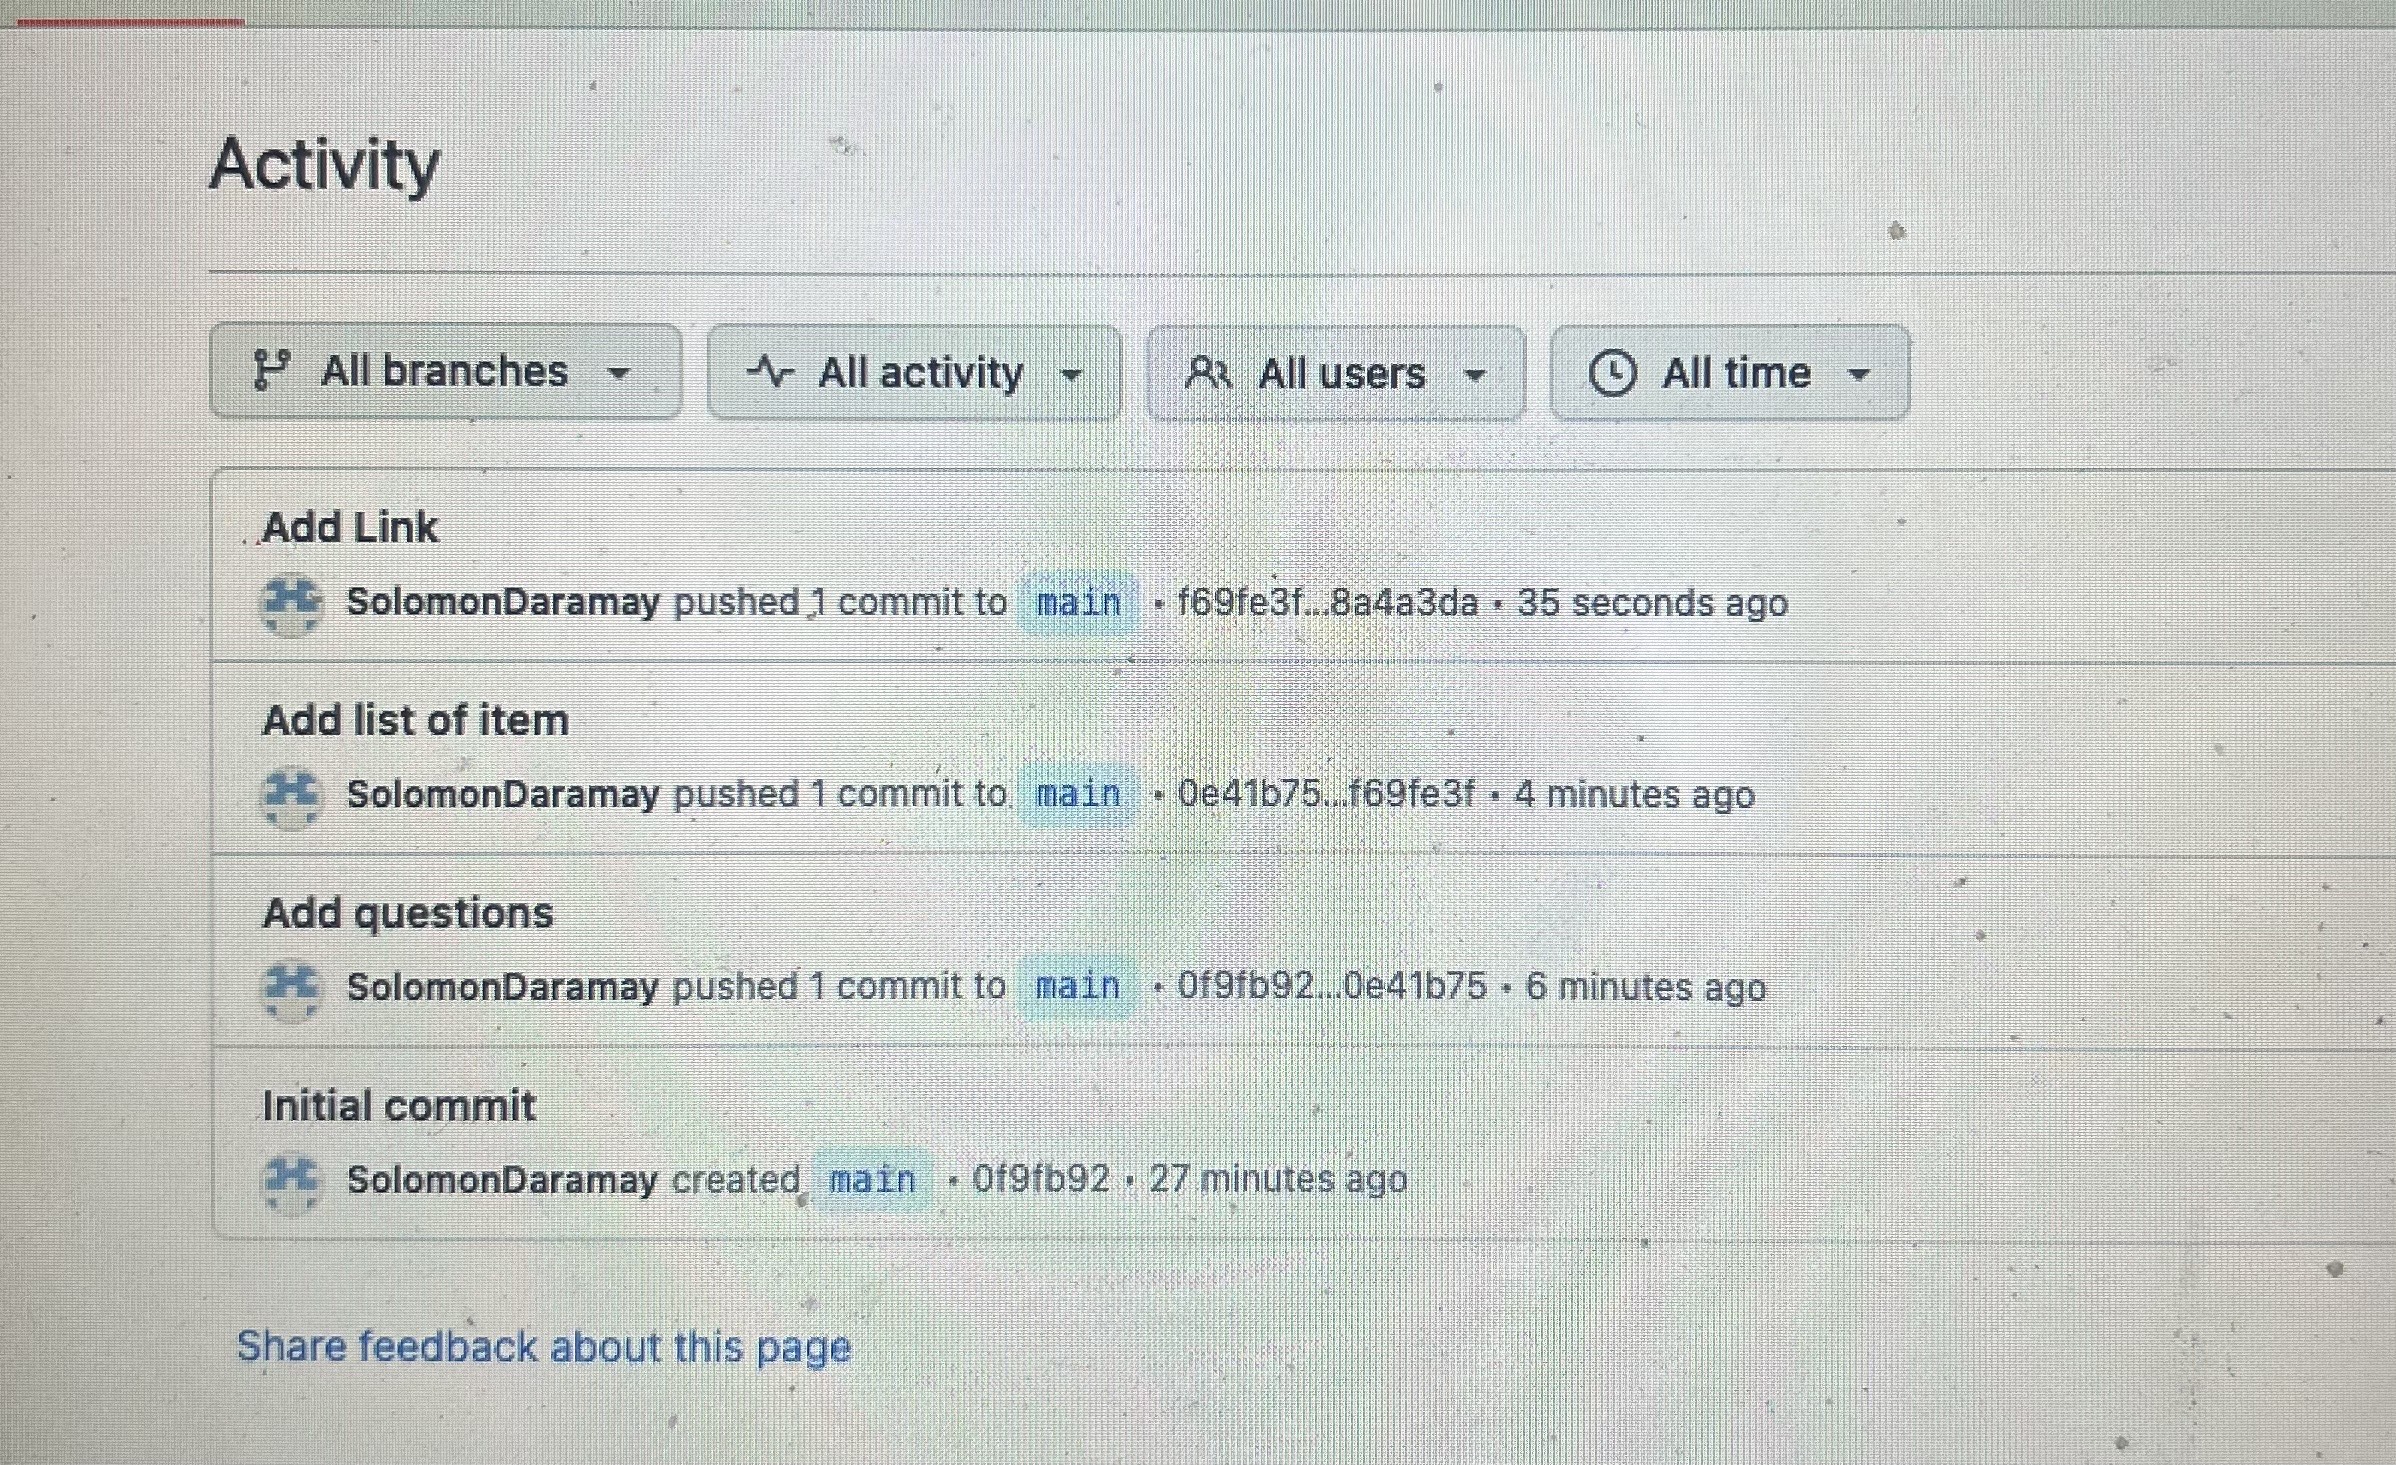 Activity
All branches All activity All users All time
Add Link
SolomonDaramay pushed 1 commit to main · f69fe3f...8a4a3da · 35 seconds ago
Add list of item
SolomonDaramay pushed 1 commit to main · 0e41b75...f69fe3f · 4 minutes ago
Add questions
SolomonDaramay pushed 1 commit to main · 0f9fb92...0e41b75 · 6 minutes ago
Initial commit
SolomonDaramay created main · 0f9fb92 · 27 minutes ago
Share feedback about this page